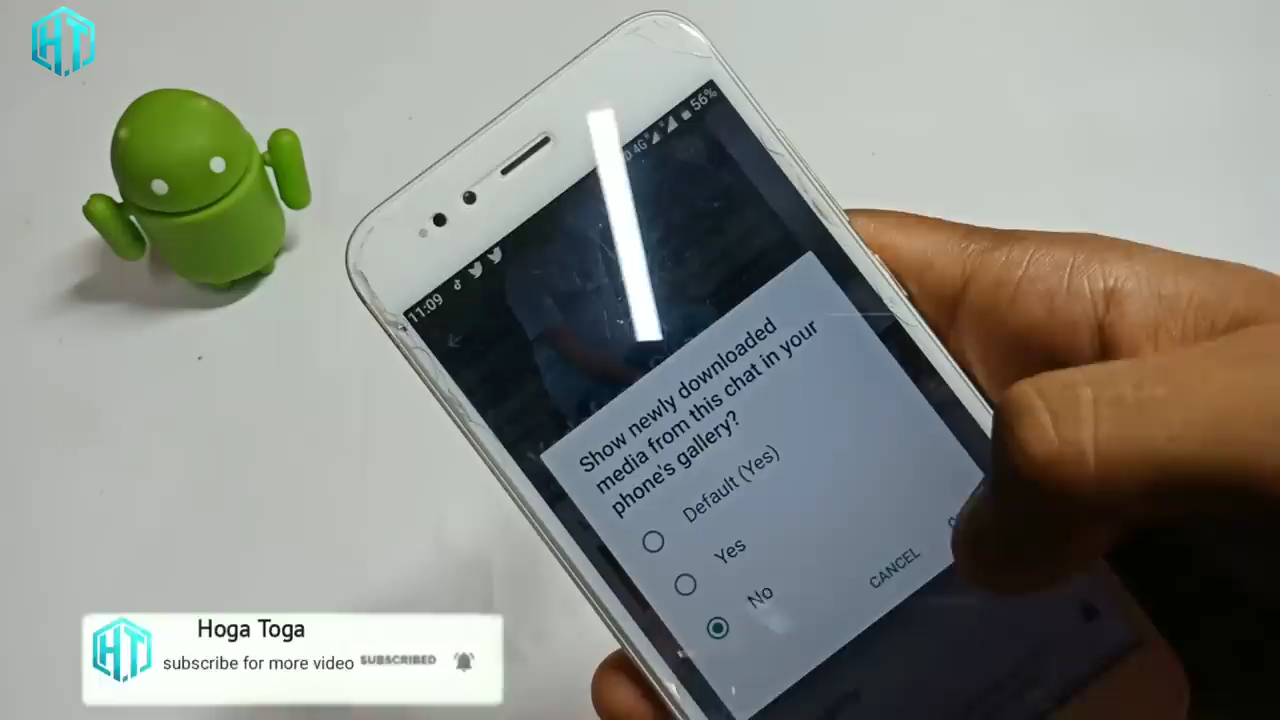 HT
56%
4G
11:09
Show newly downloaded
media from this chat in your
phone's gallery?
Default (Yes)
Yes
No
CANCEL
HT
Hoga Toga
subscribe for more video SUBSCRIBED